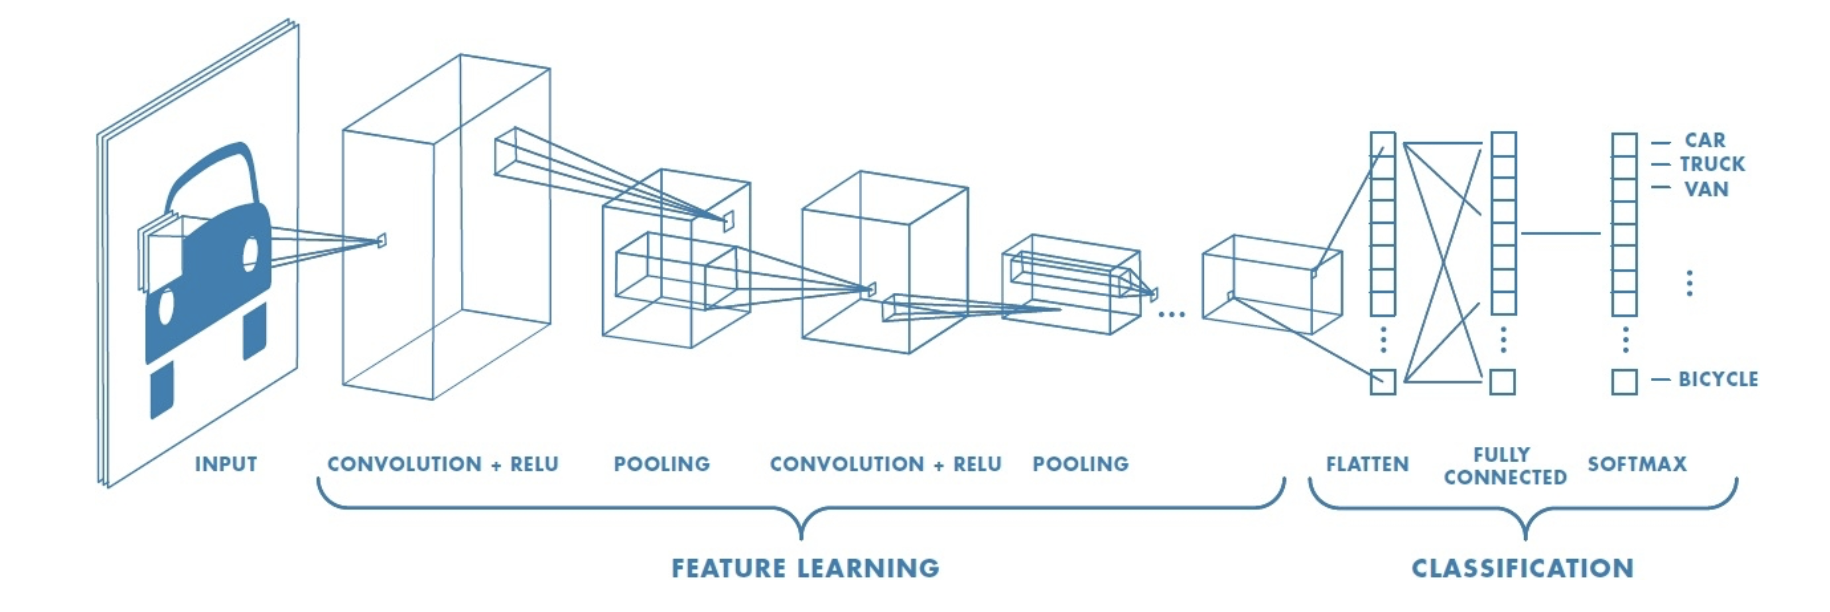 CAR
TRUCK
VAN
BICYCLE
INPUT
CONVOLUTION + RELU
POOLING
CONVOLUTION + RELU
POOLING
FLATTEN
FULLY
CONNECTED
SOFTMAX
FEATURE LEARNING
CLASSIFICATION